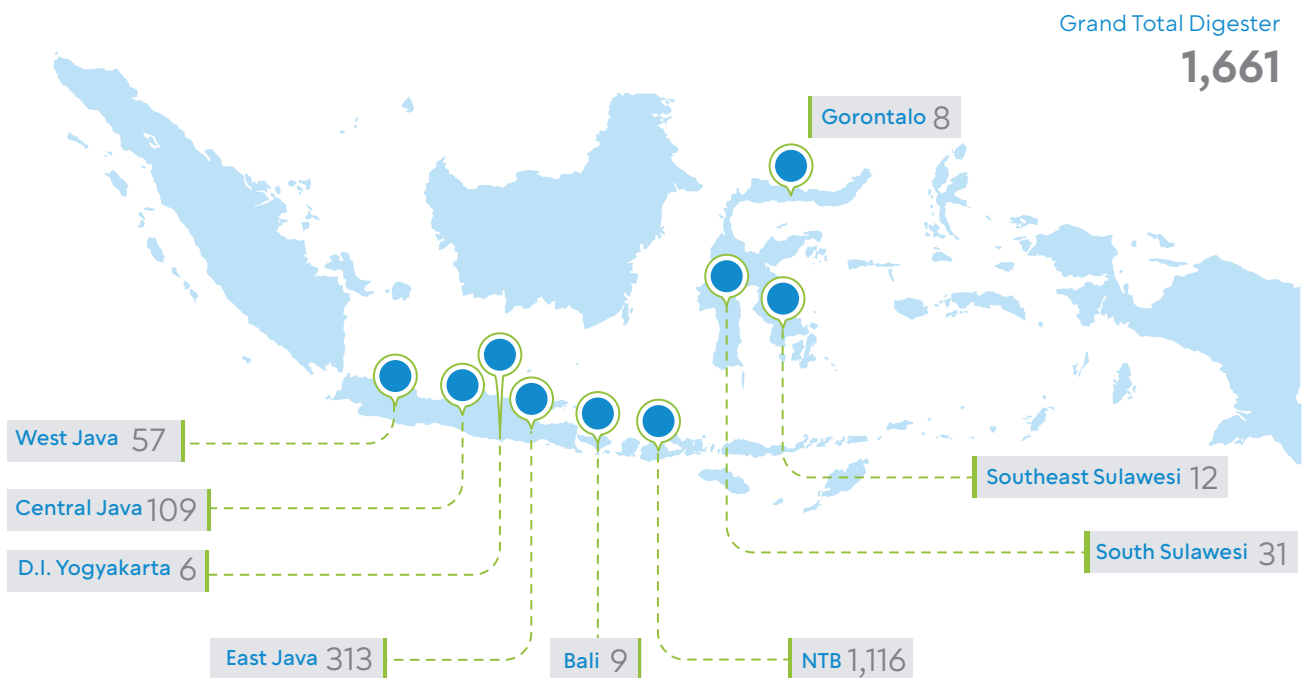 Grand Total Digester
1,661
Gorontalo 8
West Java 57
Central Java 109
D.I. Yogyakarta 6
East Java 313
Bali 9
NTB 1,116
Southeast Sulawesi 12
South Sulawesi 31